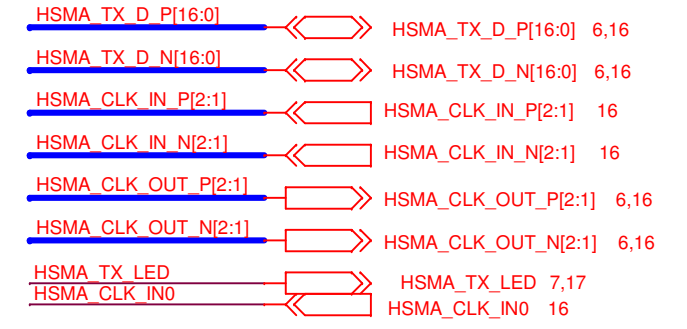 HSMA_TX_D_P[16:0] HSMA_TX_D_P[16:0] 6,16
HSMA_TX_D_N[16:0] HSMA_TX_D_N[16:0] 6,16
HSMA_CLK_IN_P[2:1] HSMA_CLK_IN_P[2:1] 16
HSMA_CLK_IN_N[2:1] HSMA_CLK_IN_N[2:1] 16
HSMA_CLK_OUT_P[2:1] HSMA_CLK_OUT_P[2:1] 6,16
HSMA_CLK_OUT_N[2:1] HSMA_CLK_OUT_N[2:1] 6,16
HSMA_TX_LED HSMA_TX_LED 7,17
HSMA_CLK_IN0 HSMA_CLK_IN0 16